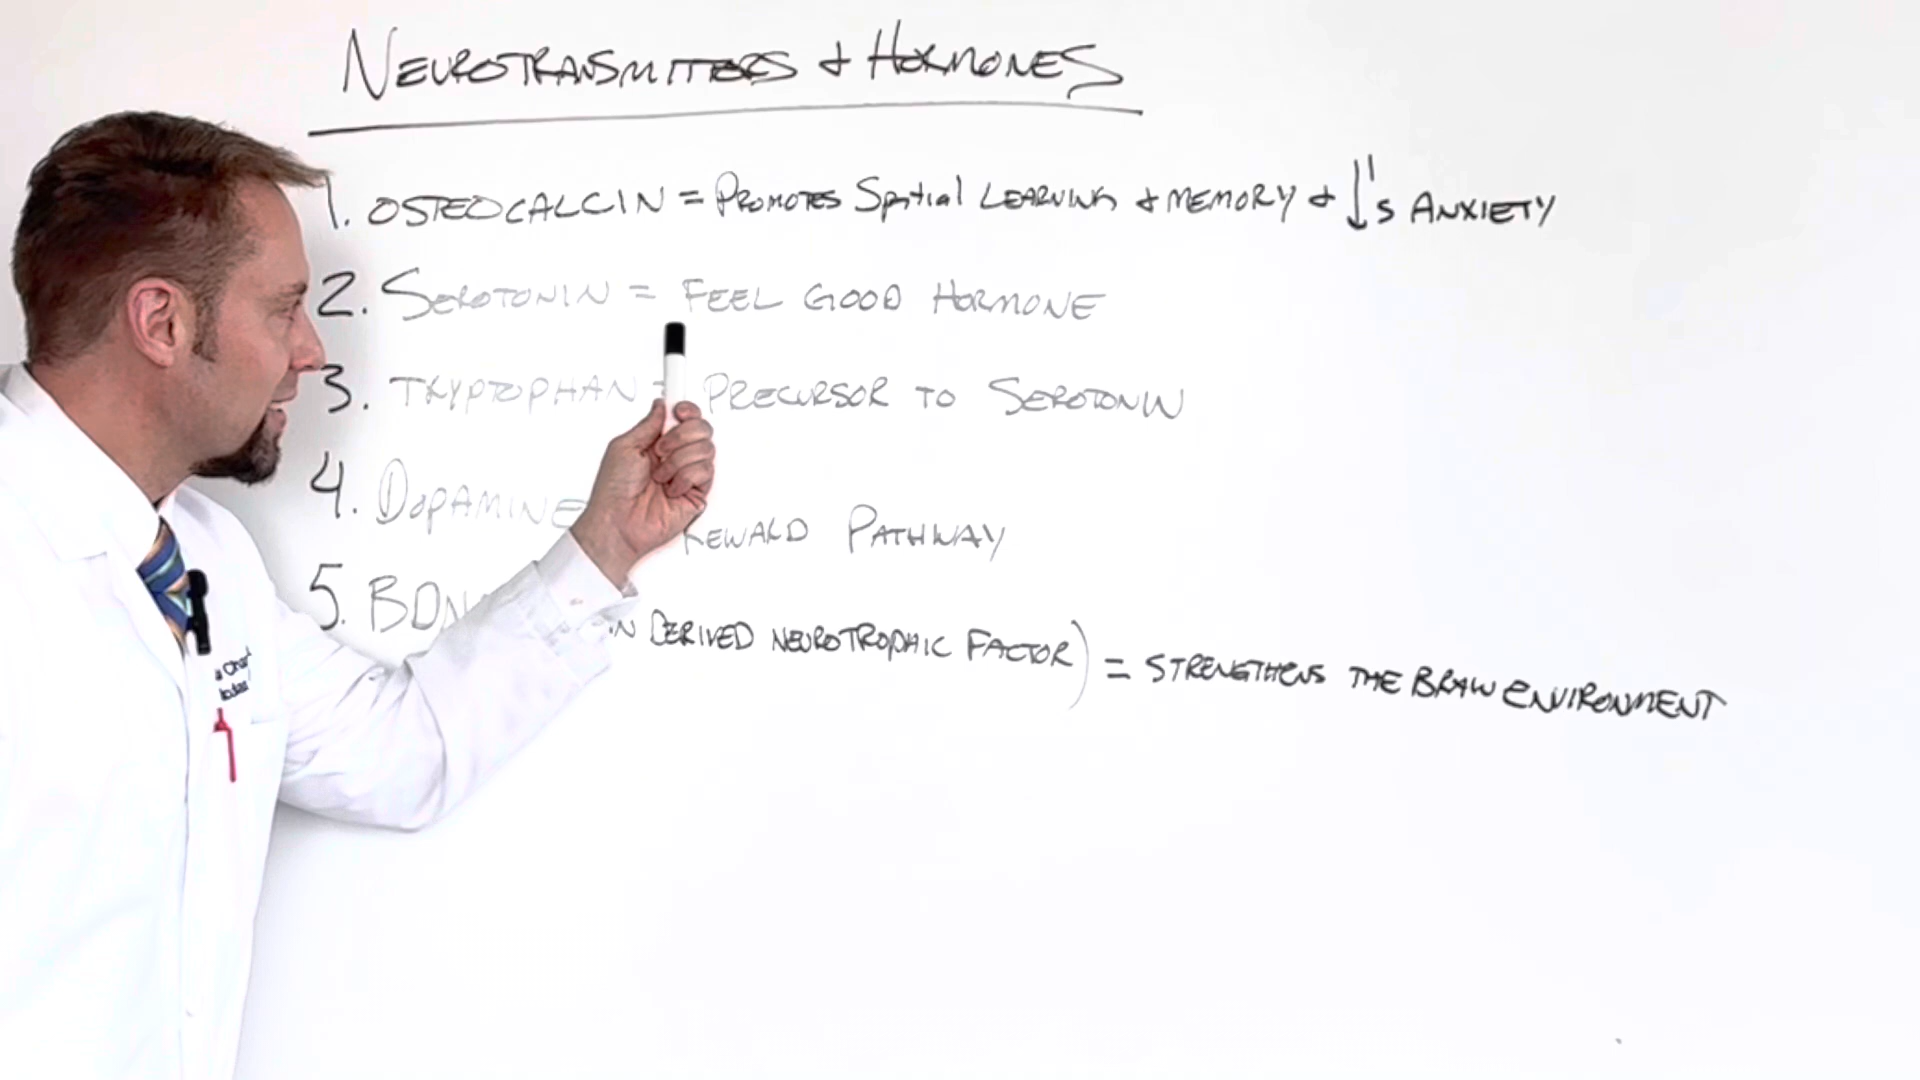 NEUROTRANSMITTERS & HORMONES
1. OSTEOCALCIN = PROMOTES SPATIAL LEARNING & MEMORY & ↓'S ANXIETY
2. SEROTONIN = FEEL GOOD HORMONE
3. TRYPTOPHAN = PRECURSOR TO SEROTONIN
4. DOPAMINE REWARD PATHWAY
5. BDN DERIVED NEUROTROPHIC FACTOR) = STRENGTHENS THE BRAIN ENVIRONMENT